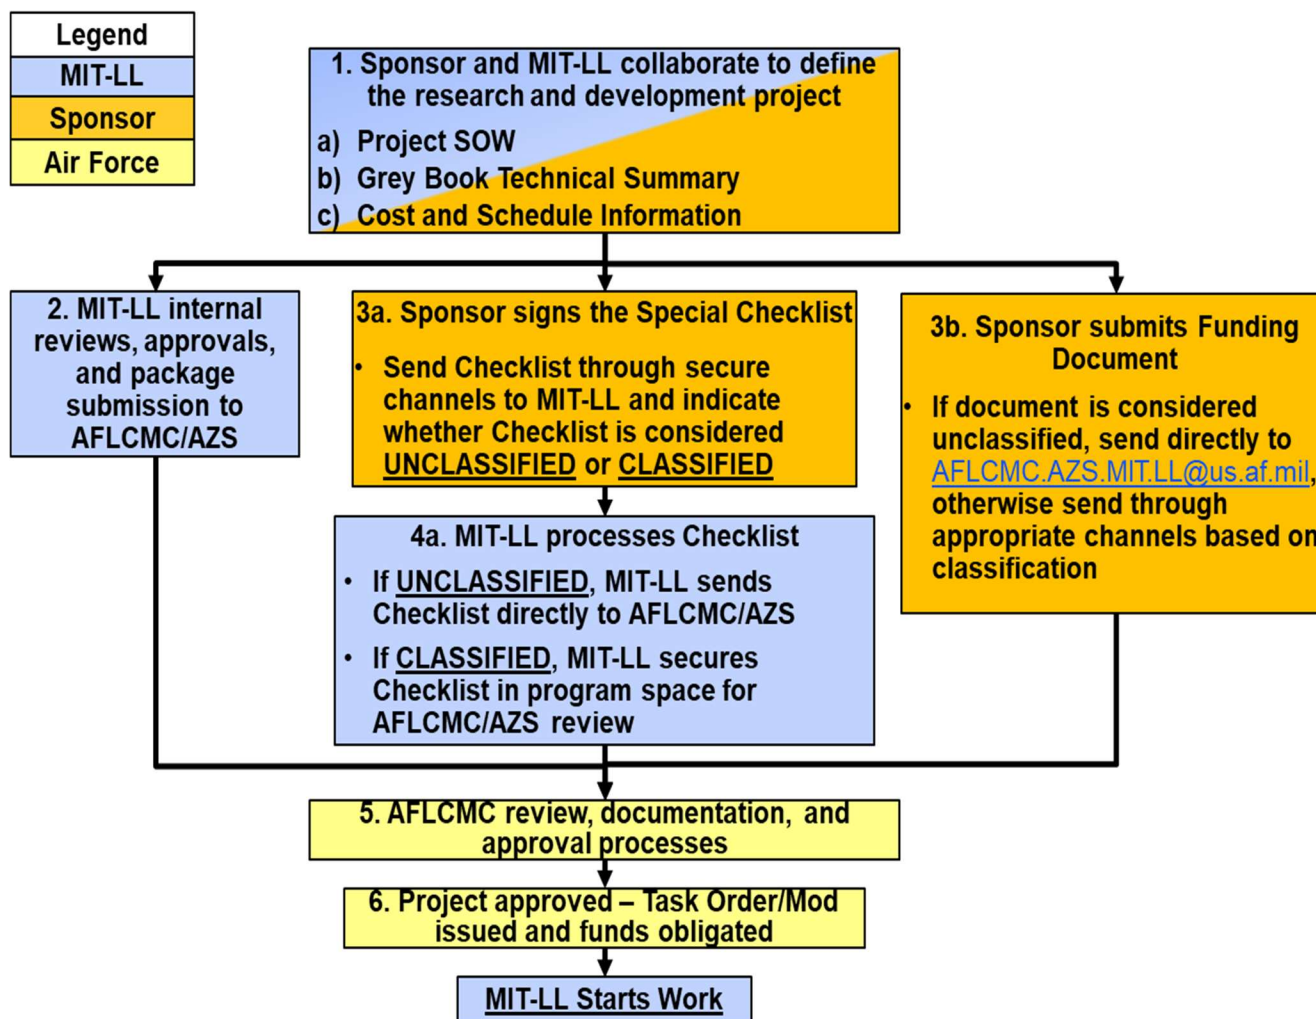 Legend
MIT-LL
Sponsor
Air Force
1. Sponsor and MIT-LL collaborate to define
the research and development project
a) Project SOW
b) Grey Book Technical Summary
c) Cost and Schedule Information
2. MIT-LL internal
reviews, approvals,
and package
submission to
AFLCMC/AZS
3a. Sponsor signs the Special Checklist
• Send Checklist through secure
channels to MIT-LL and indicate
whether Checklist is considered
UNCLASSIFIED or CLASSIFIED
3b. Sponsor submits Funding
Document
• If document is considered
unclassified, send directly to
AFLCMC.AZS.MIT.LL@us.af.mil,
otherwise send through
appropriate channels based on
classification
4a. MIT-LL processes Checklist
• If UNCLASSIFIED, MIT-LL sends
Checklist directly to AFLCMC/AZS
• If CLASSIFIED, MIT-LL secures
Checklist in program space for
AFLCMC/AZS review
5. AFLCMC review, documentation, and
approval processes
6. Project approved – Task Order/Mod
issued and funds obligated
MIT-LL Starts Work